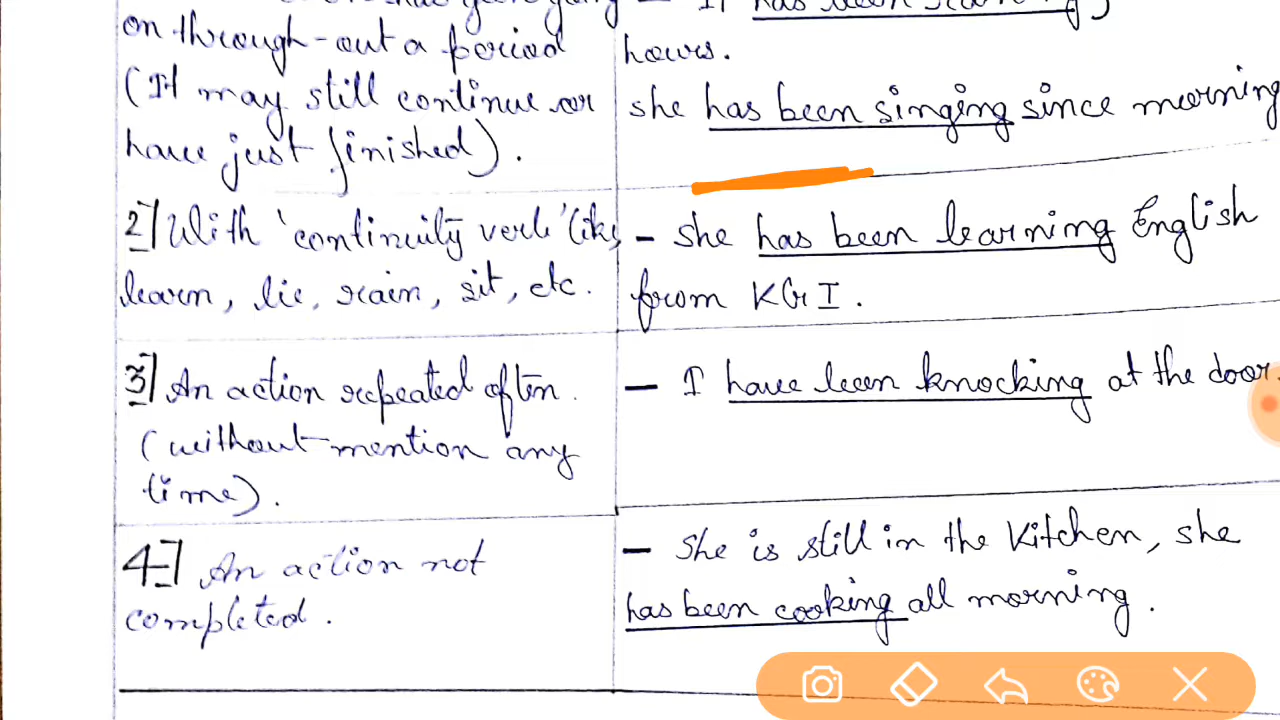 on through-out a period
(It may still continue or
have just finished).
hours.
she has been singing since morning
2] With 'continuity verb' like,
learn, lie, rain, sit, etc.
- she has been learning English
from KG I.
3] An action repeated often.
(without mention any
time).
- I have been knocking at the door.
4] An action not
completed.
- She is still in the kitchen, she
has been cooking all morning.